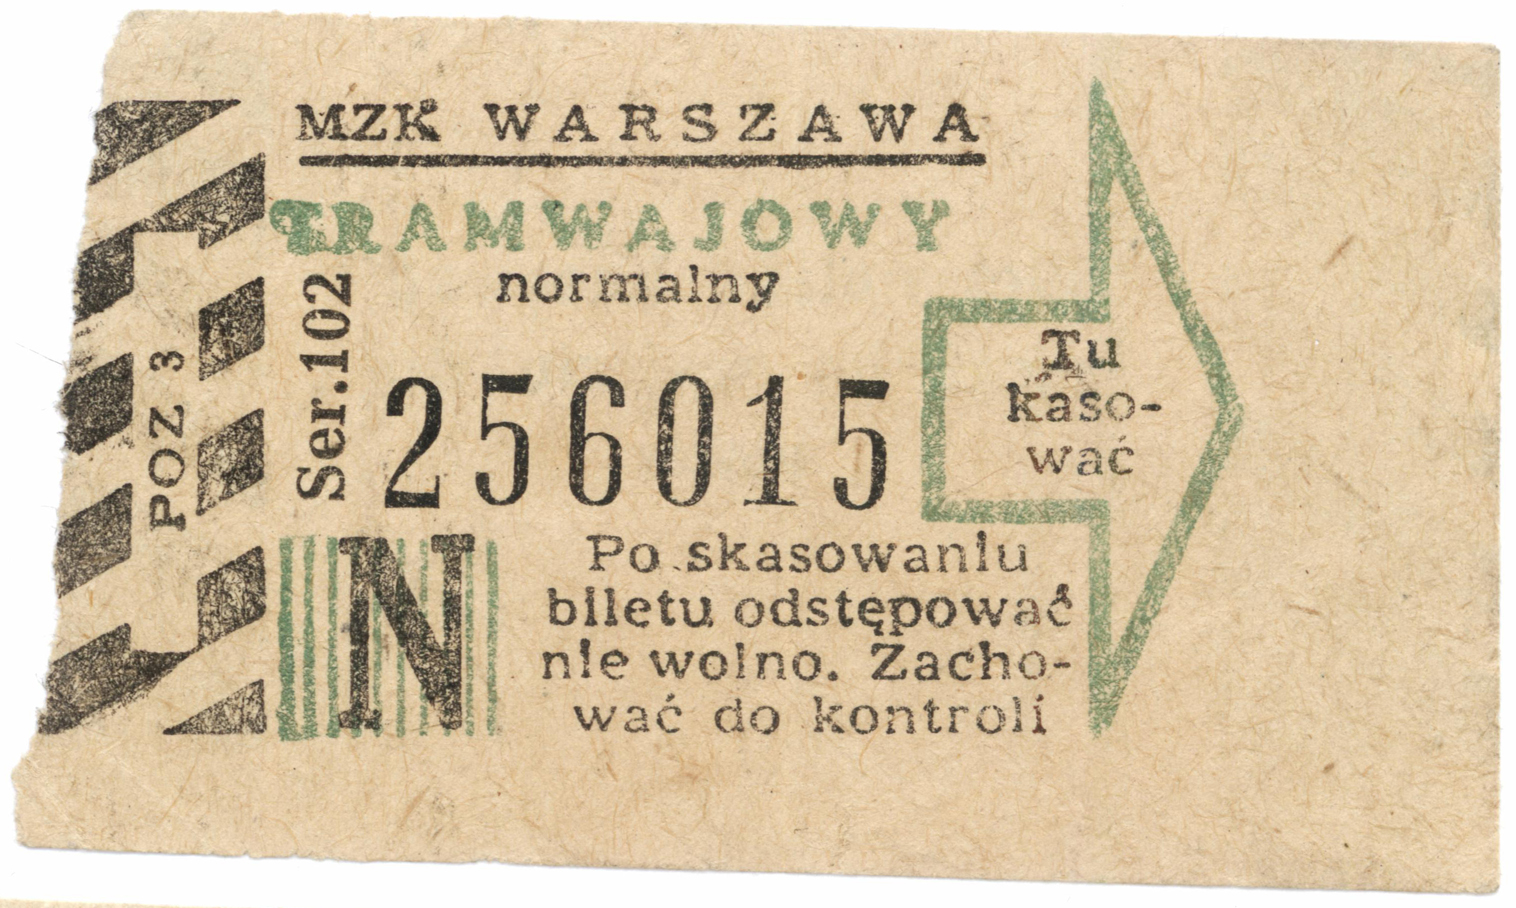 MZK WARSZAWA
TRAMWAJOWY
normalny
POZ 3
Ser.102
256015
Tu
kaso-
wać
N
Po skasowaniu
biletu odstępować
nie wolno. Zacho-
wać do kontroli